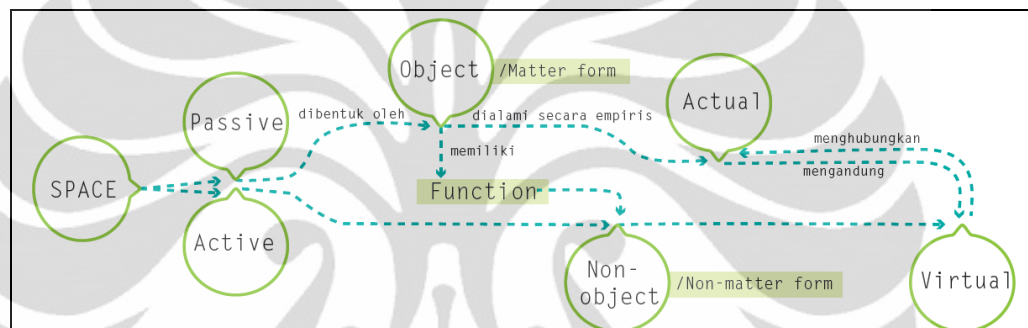 Object /Matter form
Actual
Passive
dibentuk oleh
dialami secara empiris
menghubungkan
memiliki
mengandung
SPACE
Function
Active
Non-
object /Non-matter form
Virtual